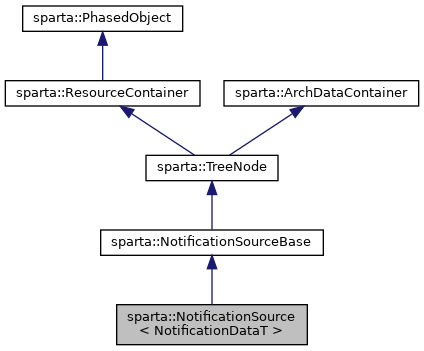 sparta::PhasedObject
sparta::ResourceContainer
sparta::ArchDataContainer
sparta::TreeNode
sparta::NotificationSourceBase
sparta::NotificationSource
< NotificationDataT >